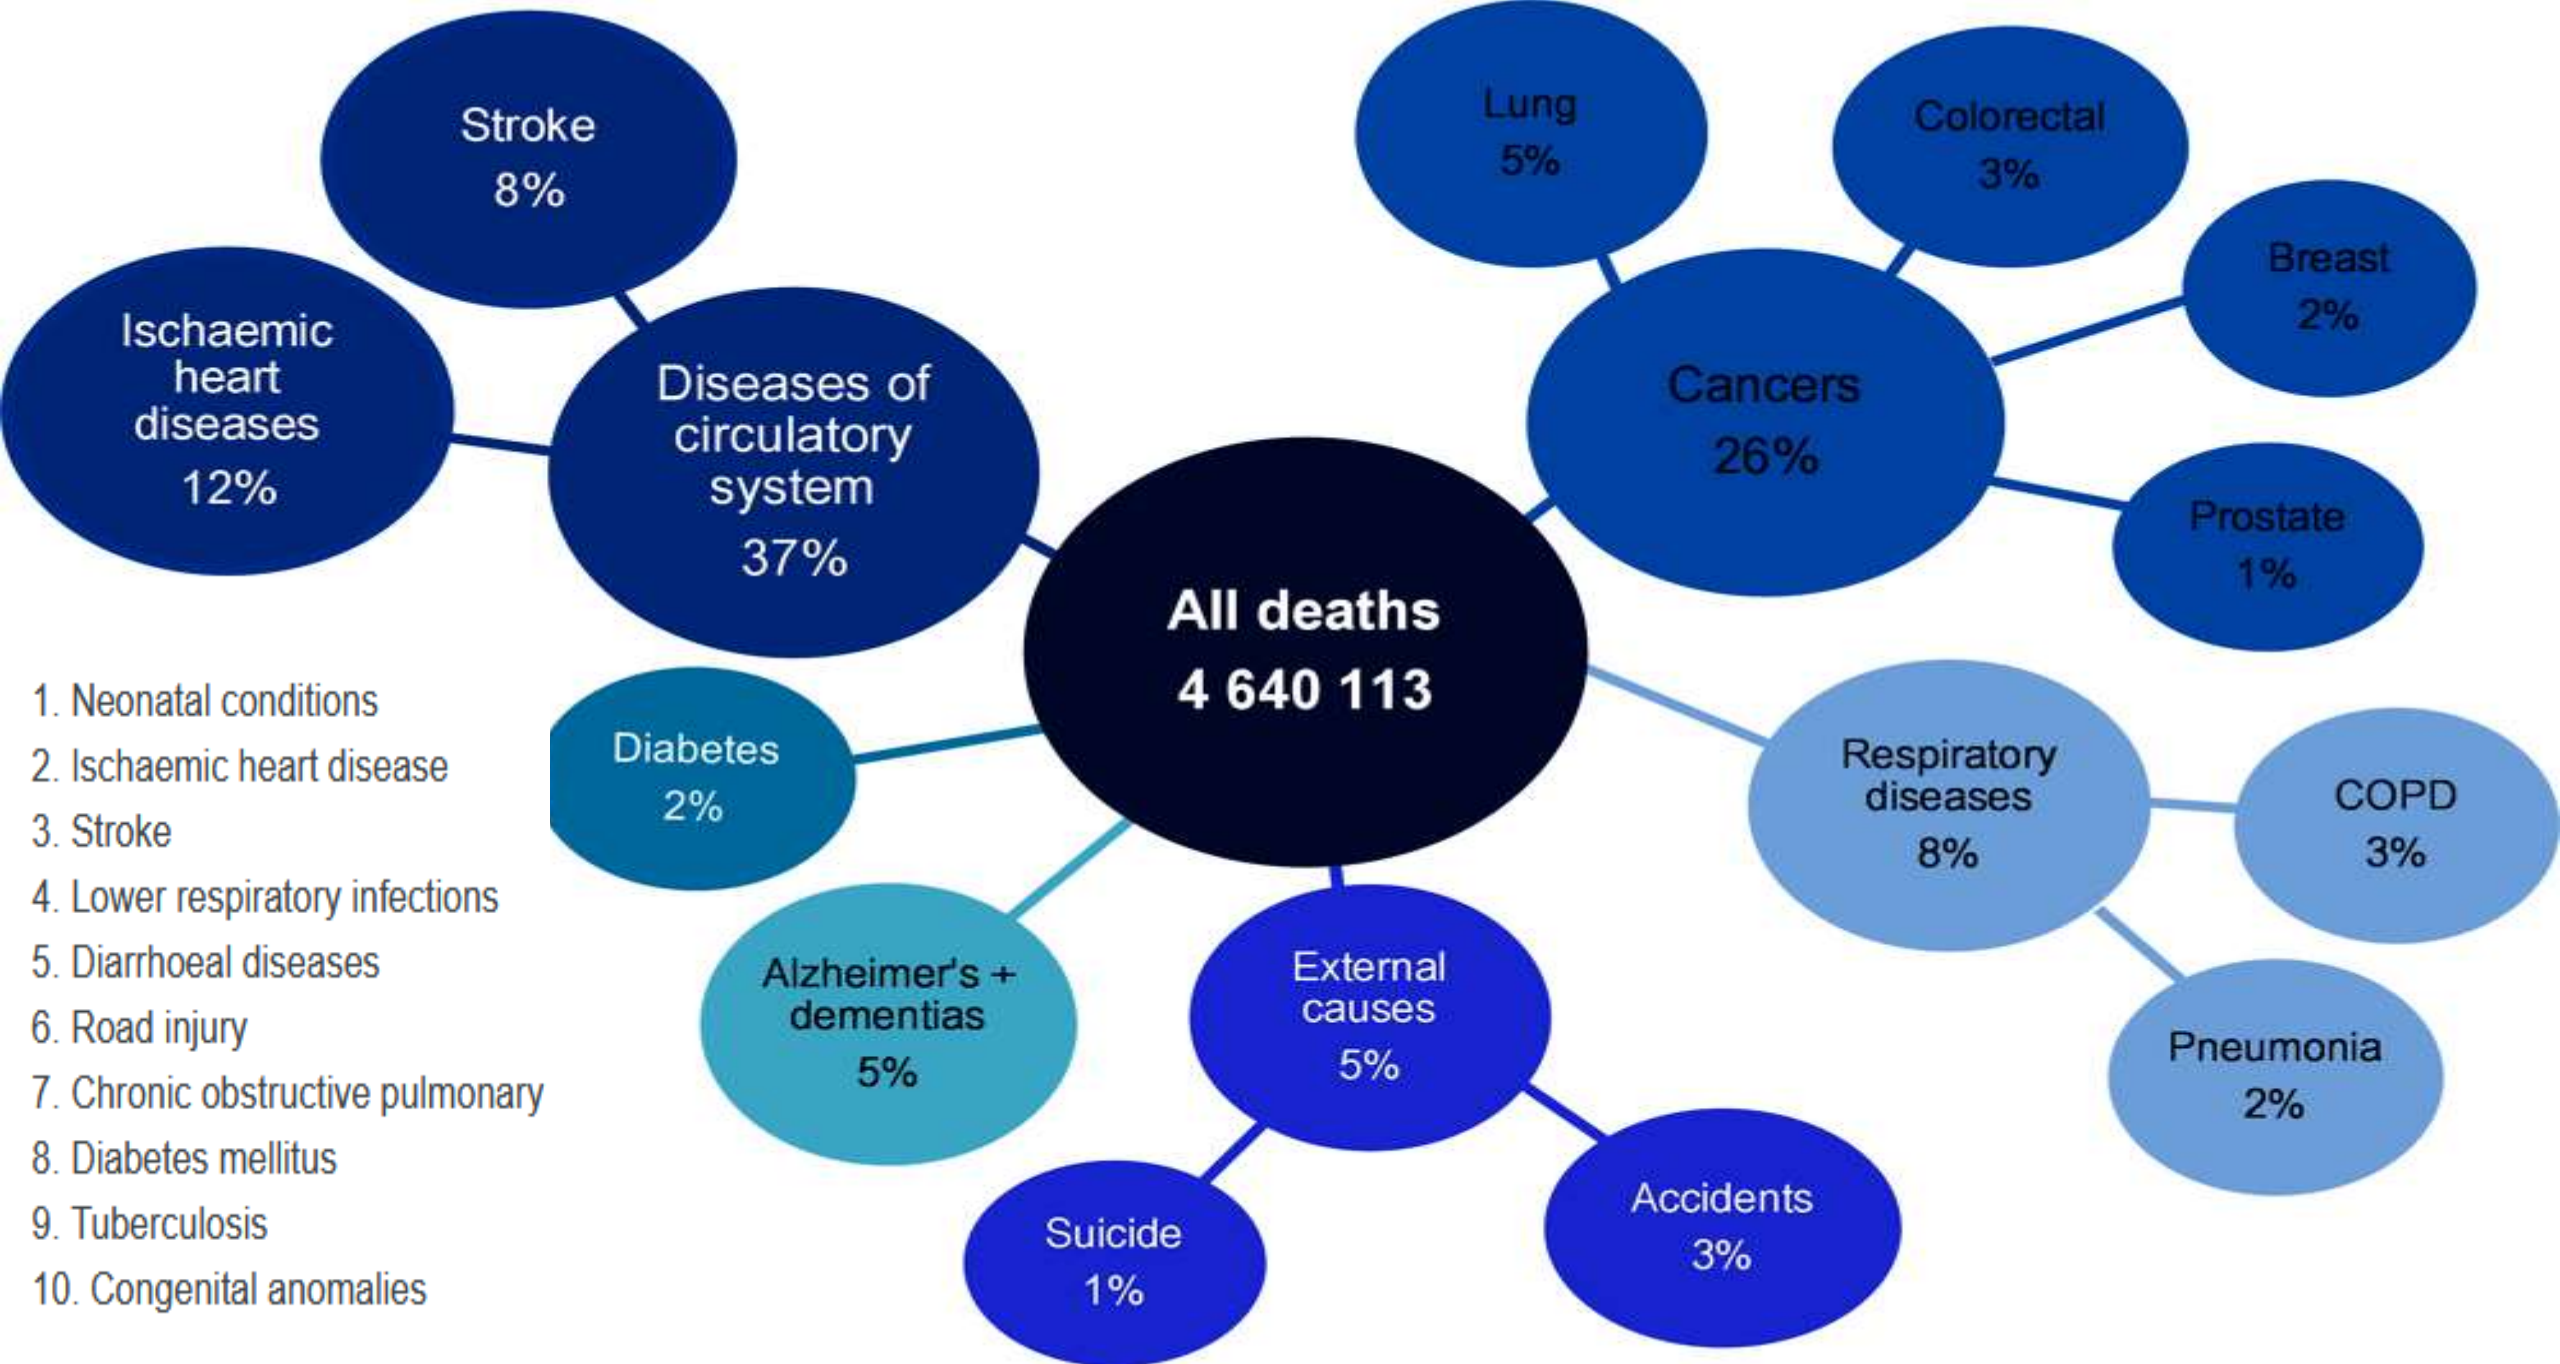 Stroke
8%
Ischaemic
heart
diseases
12%
Diseases of
circulatory
system
37%
Lung
5%
Colorectal
3%
Breast
2%
Cancers
26%
Prostate
1%
All deaths
4 640 113
Diabetes
2%
Alzheimer's +
dementias
5%
External
causes
5%
Suicide
1%
Accidents
3%
Respiratory
diseases
8%
COPD
3%
Pneumonia
2%
1. Neonatal conditions
2. Ischaemic heart disease
3. Stroke
4. Lower respiratory infections
5. Diarrhoeal diseases
6. Road injury
7. Chronic obstructive pulmonary
8. Diabetes mellitus
9. Tuberculosis
10. Congenital anomalies